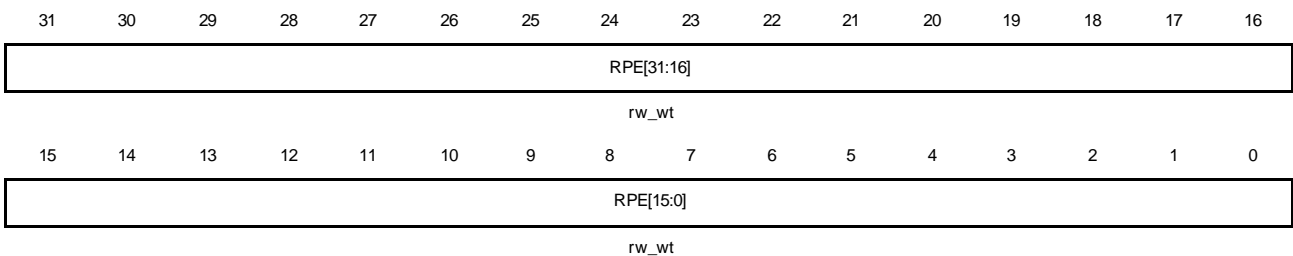 31 30 29 28 27 26 25 24 23 22 21 20 19 18 17 16
RPE[31:16]
rw_wt
15 14 13 12 11 10 9 8 7 6 5 4 3 2 1 0
RPE[15:0]
rw_wt